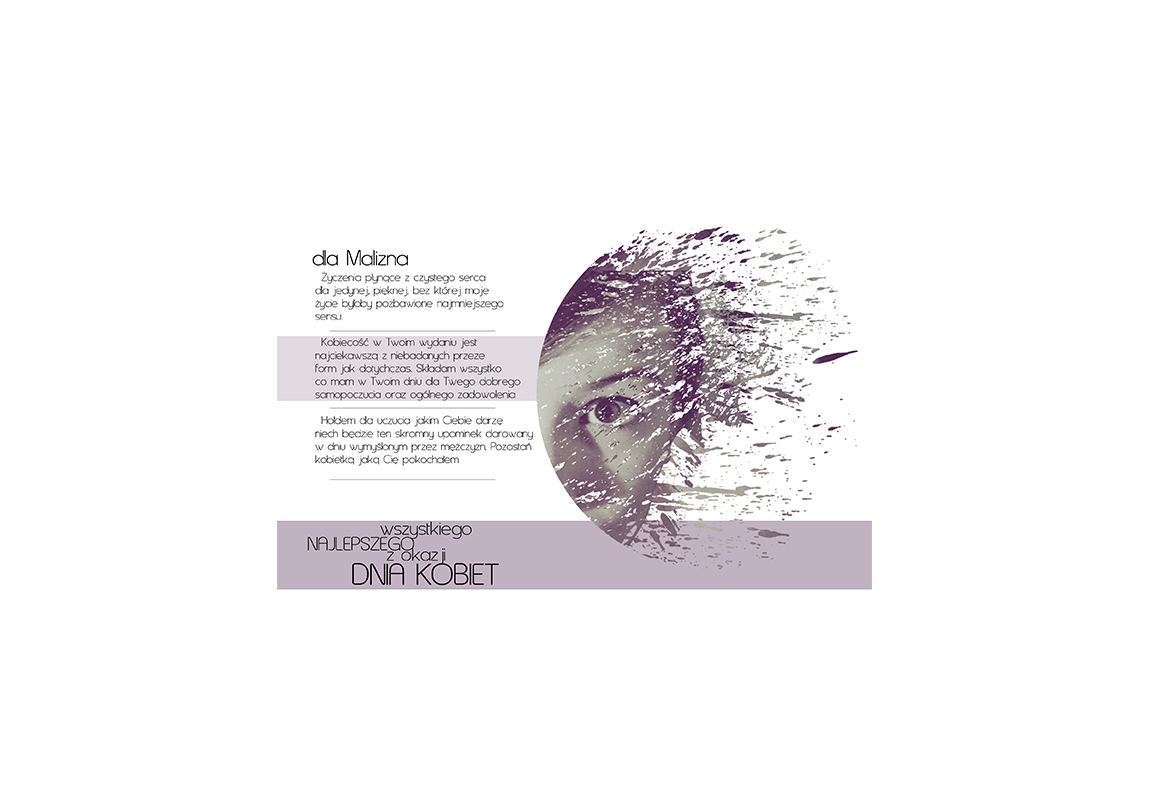 dla Malizna
Życzenia płynące z czystego serca
dla jedynej, pięknej, bez której moje
życie byłoby pozbawione najmniejszego
sensu.
Kobiecość w Twoim wydaniu jest
najciekawszą z niebadanych przeze
form jak dotychczas. Składam wszystko
co mam w Twoim dniu dla Twego dobrego
samopoczucia oraz ogólnego zadowolenia
Hołdem dla uczucia jakim Ciebie darzę
niech będzie ten skromny upominek darowany
w dniu wymyślonym przez mężczyzn. Pozostań
kobietką jaką Cię pokochałem
wszystkiego
NAJLEPSZEGO
z okazji
DNIA KOBIET